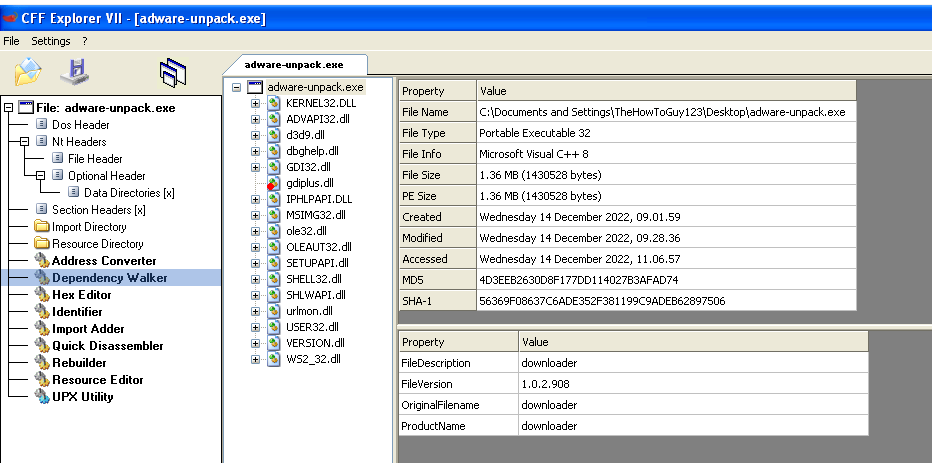 CFF Explorer VII - [adware-unpack.exe]
File Settings ?
adware-unpack.exe
File: adware-unpack.exe
Dos Header
Nt Headers
File Header
Optional Header
Data Directories [x]
Section Headers [x]
Import Directory
Resource Directory
Address Converter
Dependency Walker
Hex Editor
Identifier
Import Adder
Quick Disassembler
Rebuilder
Resource Editor
UPX Utility
adware-unpack.exe
KERNEL32.DLL
ADVAPI32.dll
d3d9.dll
dbghelp.dll
GDI32.dll
gdiplus.dll
IPHLPAPI.DLL
MSIMG32.dll
ole32.dll
OLEAUT32.dll
SETUPAPI.dll
SHELL32.dll
SHLWAPI.dll
urlmon.dll
USER32.dll
VERSION.dll
WS2_32.dll
Property Value
File Name C:\Documents and Settings\TheHowToGuy123\Desktop\adware-unpack.exe
File Type Portable Executable 32
File Info Microsoft Visual C++ 8
File Size 1.36 MB (1430528 bytes)
PE Size 1.36 MB (1430528 bytes)
Created Wednesday 14 December 2022, 09.01.59
Modified Wednesday 14 December 2022, 09.28.36
Accessed Wednesday 14 December 2022, 11.06.57
MD5 4D3EEB2630D8F177DD114027B3AFAD74
SHA-1 56369F08637C6ADE352F381199C9ADEB62897506
Property Value
FileDescription downloader
FileVersion 1.0.2.908
OriginalFilename downloader
ProductName downloader